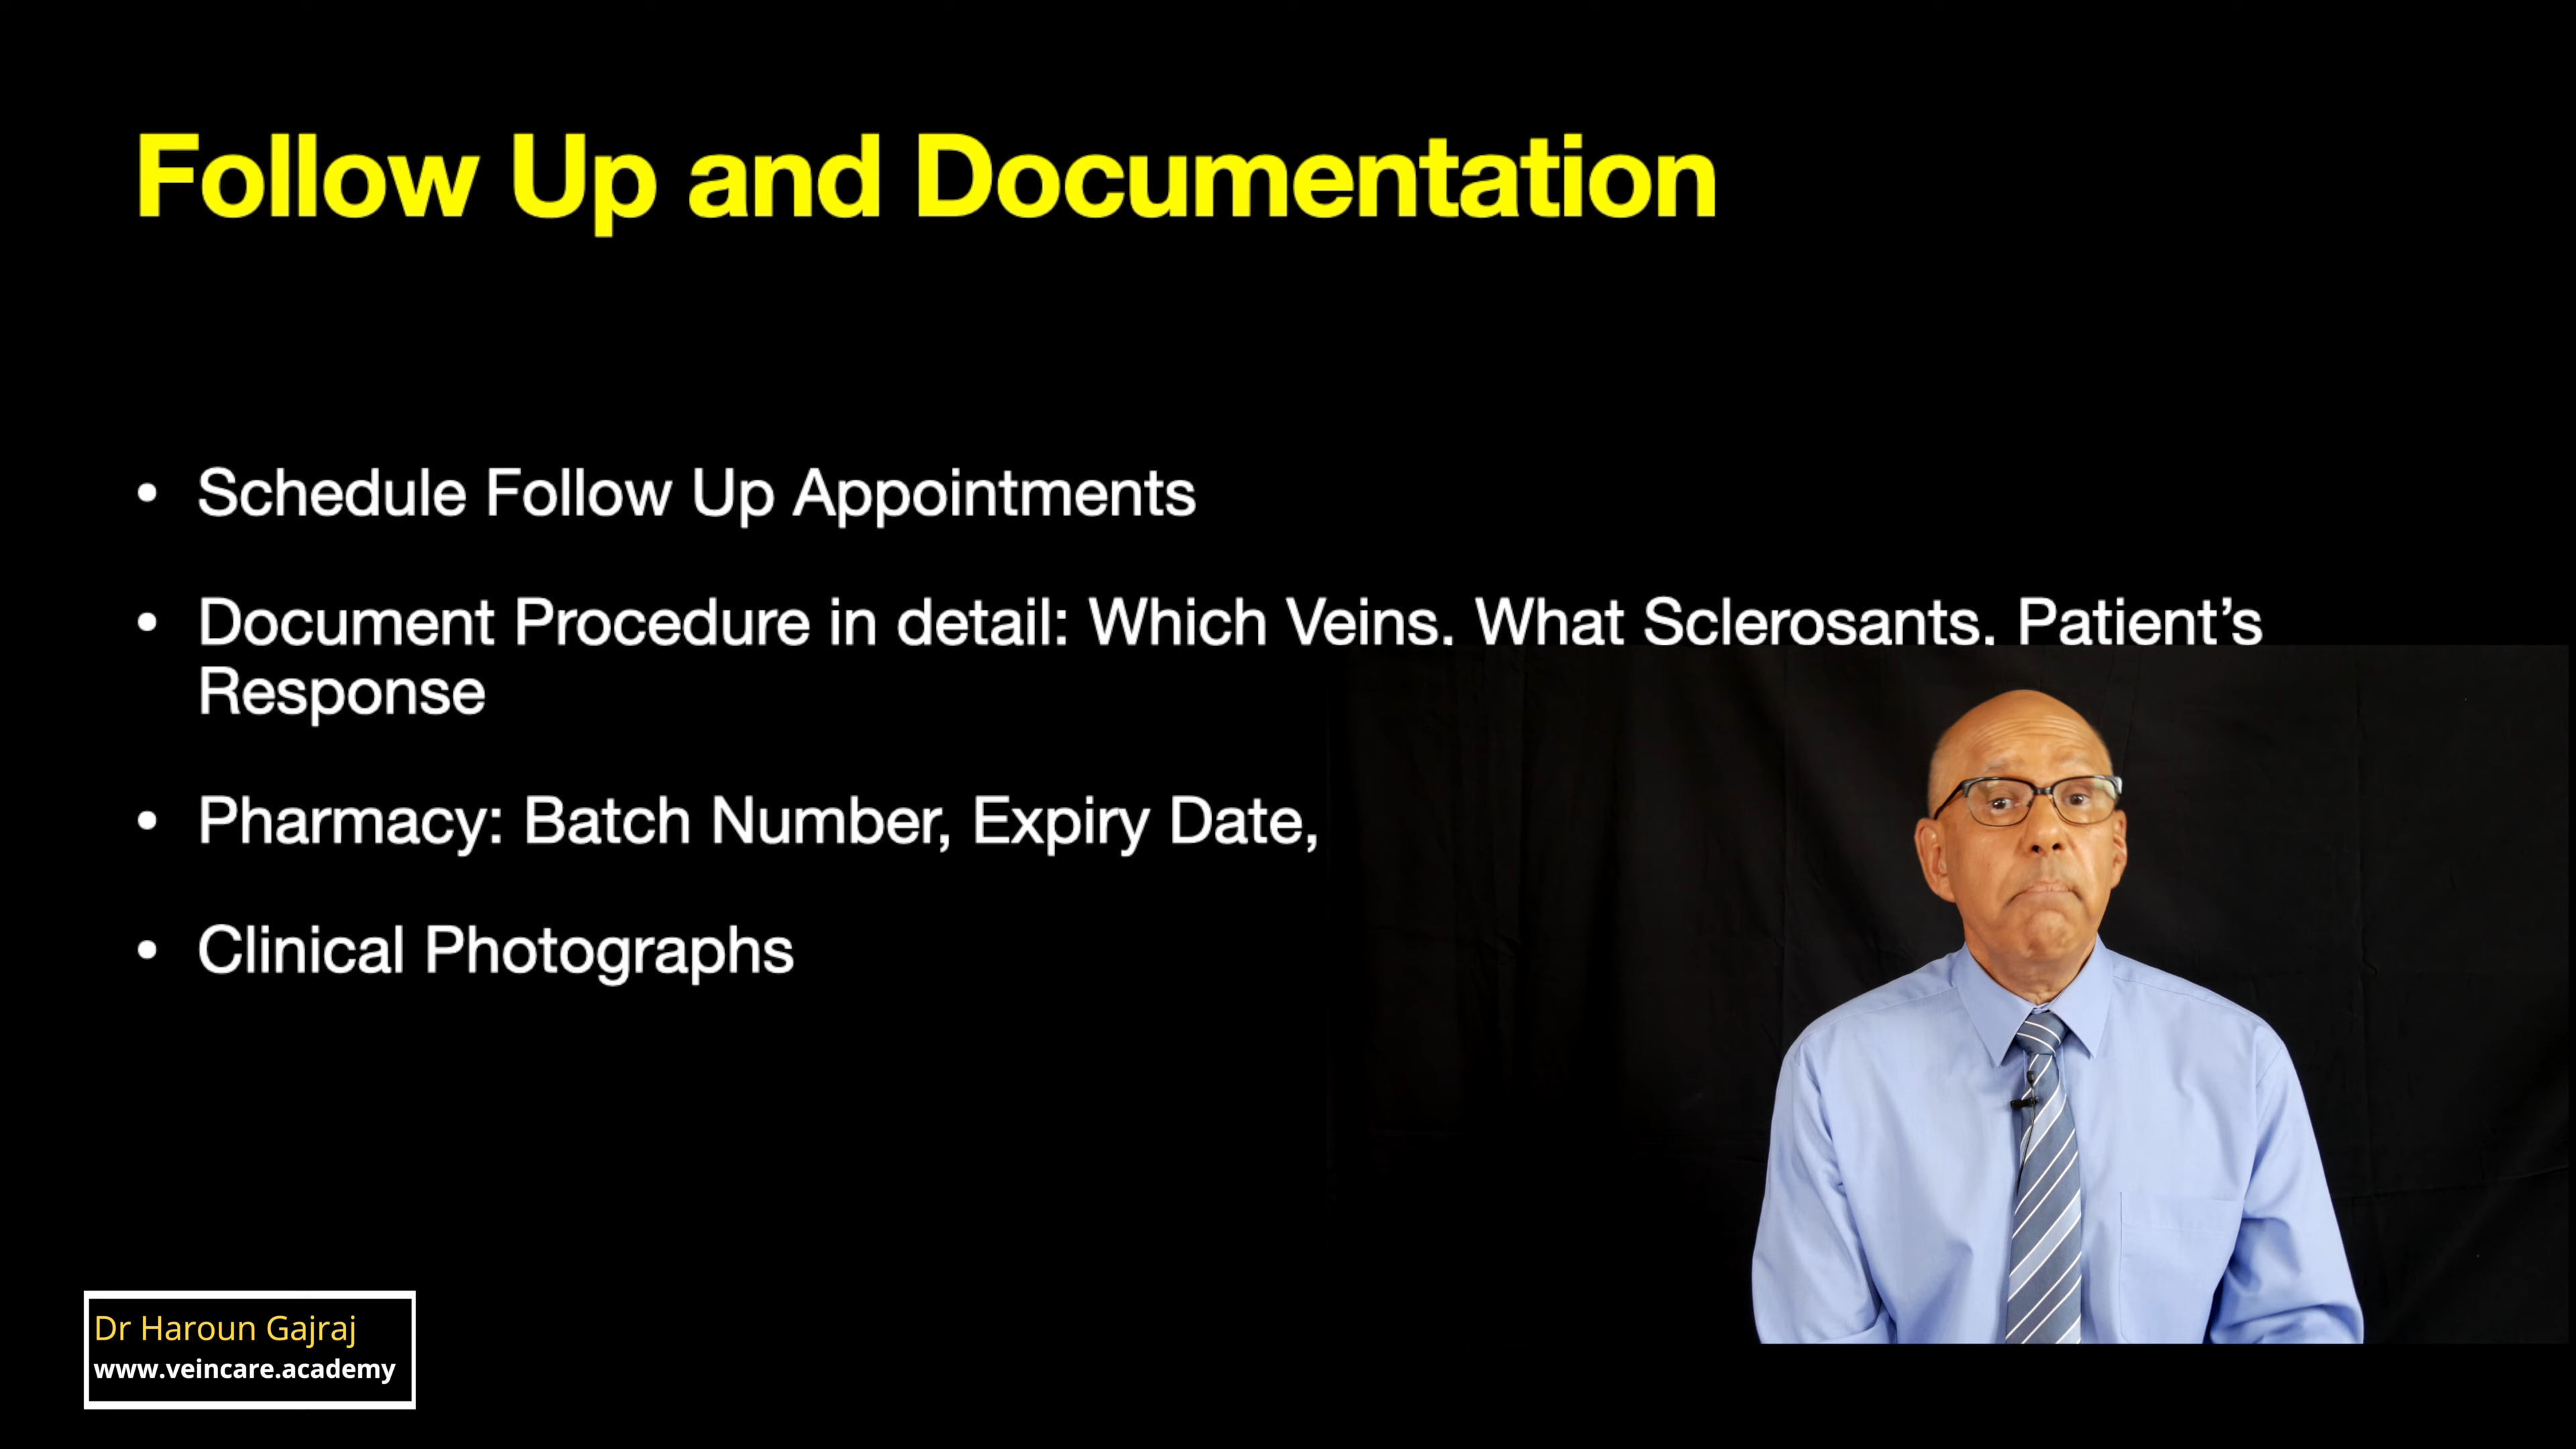 Follow Up and Documentation
• Schedule Follow Up Appointments
• Document Procedure in detail: Which Veins, What Sclerosants, Patient’s
Response
• Pharmacy: Batch Number, Expiry Date,
• Clinical Photographs
Dr Haroun Gajraj
www.veincare.academy